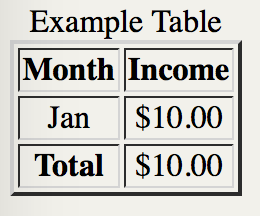 Example Table
Month Income
Jan $10.00
Total $10.00